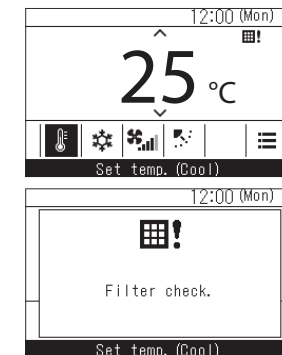 12:00 (Mon)
25 °C
Set temp. (Cool)
12:00 (Mon)
Filter check.
Set temp. (Cool)